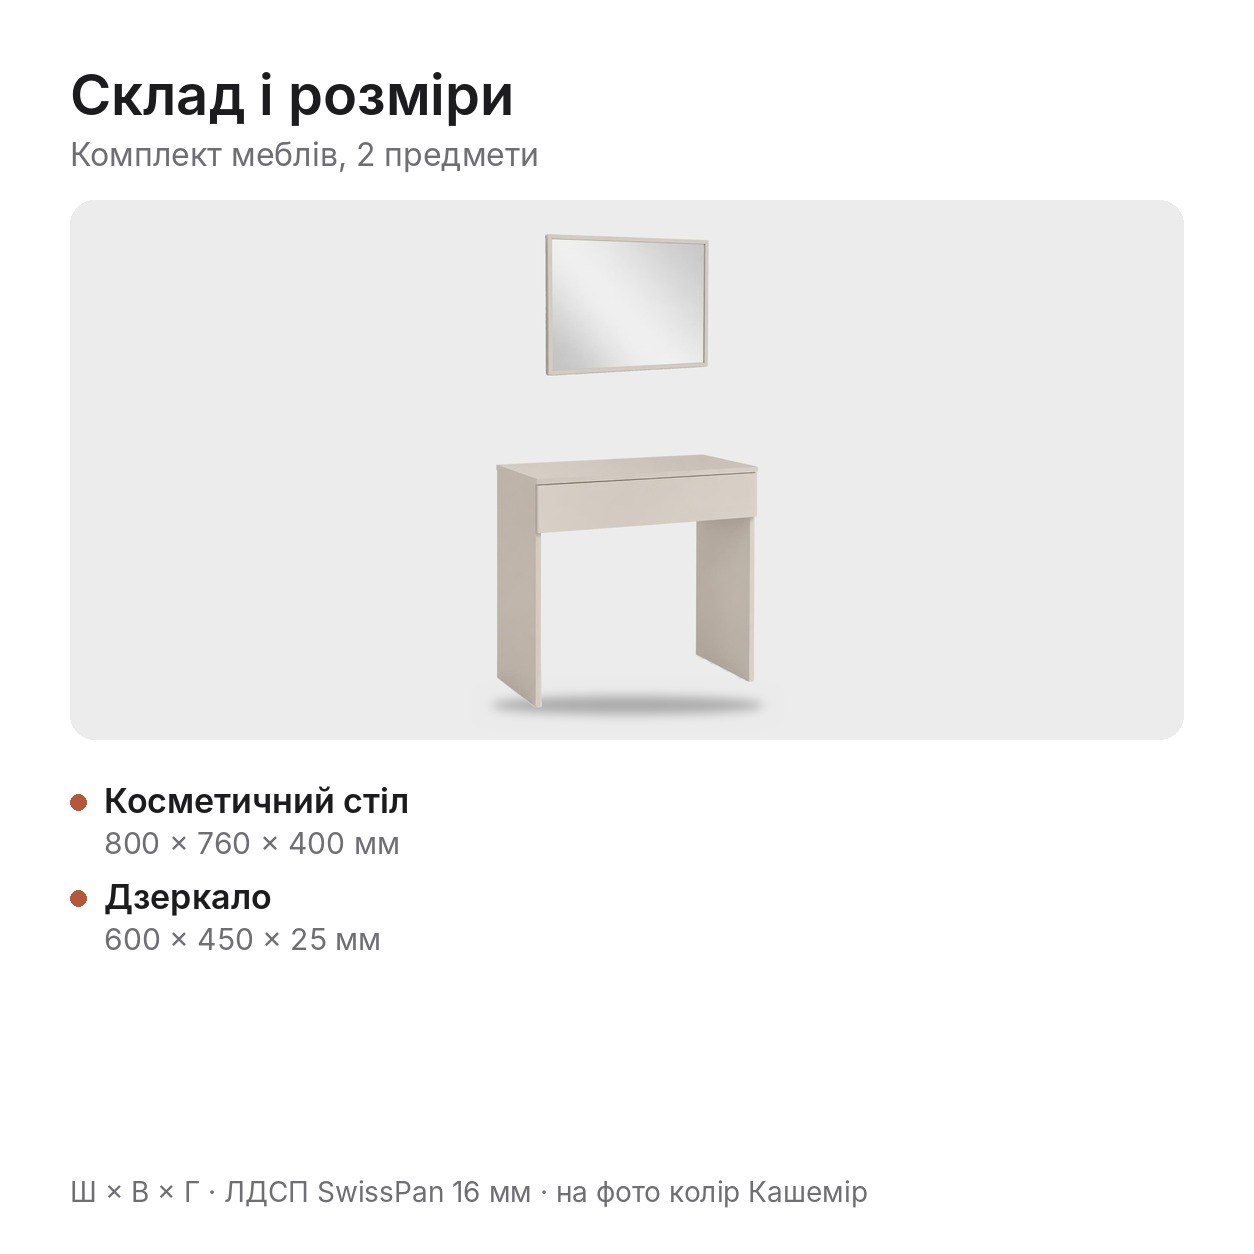 Склад і розміри
Комплект меблів, 2 предмети
Косметичний стіл
800 × 760 × 400 мм
Дзеркало
600 × 450 × 25 мм
Ш × В × Г · ЛДСП SwissPan 16 мм · на фото колір Кашемір